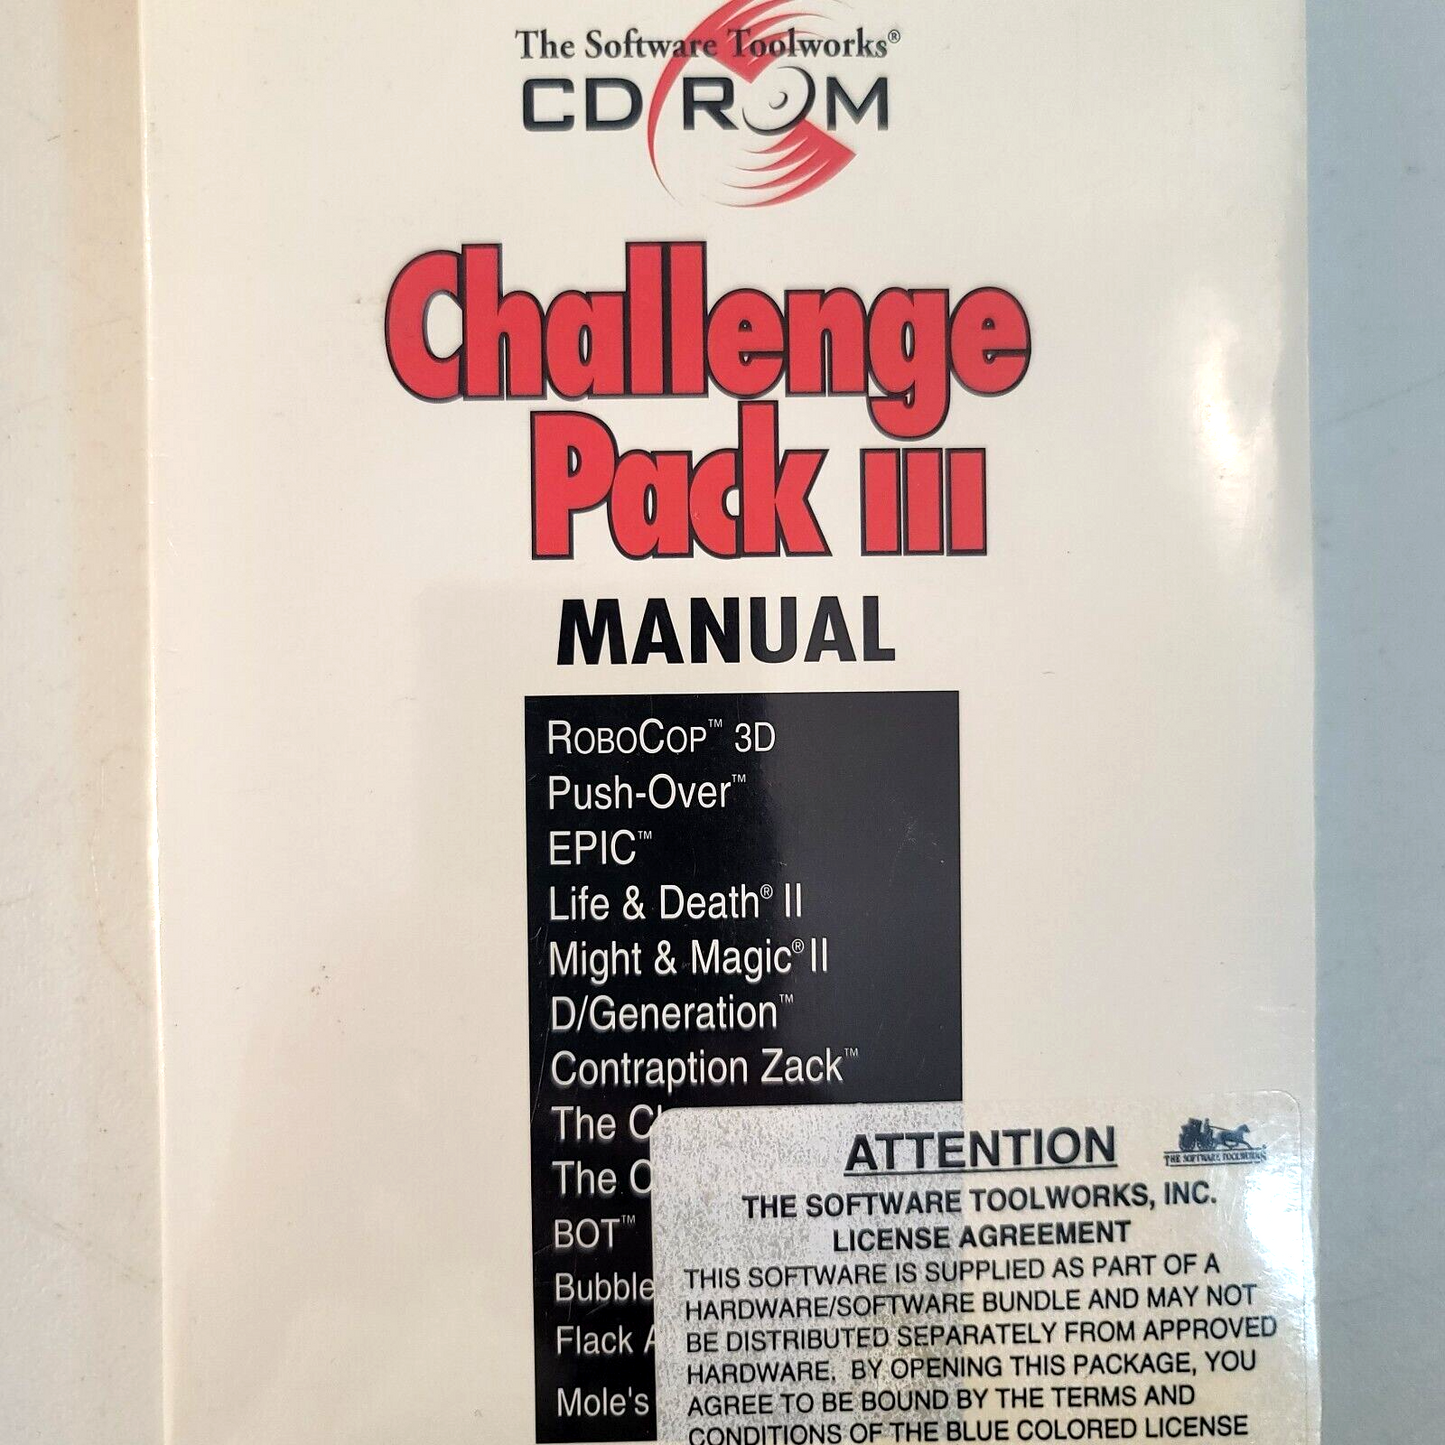 The Software Toolworks®
CD ROM
Challenge
Pack III
MANUAL
ROBOCOP™ 3D
Push-Over™
EPIC™
Life & Death® II
Might & Magic® II
D/Generation™
Contraption Zack™
The
The
BOT™
Bubble
Flack
Mole's
ATTENTION
THE SOFTWARE TOOLWORKS
THE SOFTWARE TOOLWORKS, INC.
LICENSE AGREEMENT
THIS SOFTWARE IS SUPPLIED AS PART OF A
HARDWARE/SOFTWARE BUNDLE AND MAY NOT
BE DISTRIBUTED SEPARATELY FROM APPROVED
HARDWARE. BY OPENING THIS PACKAGE, YOU
AGREE TO BE BOUND BY THE TERMS AND
CONDITIONS OF THE BLUE COLORED LICENSE